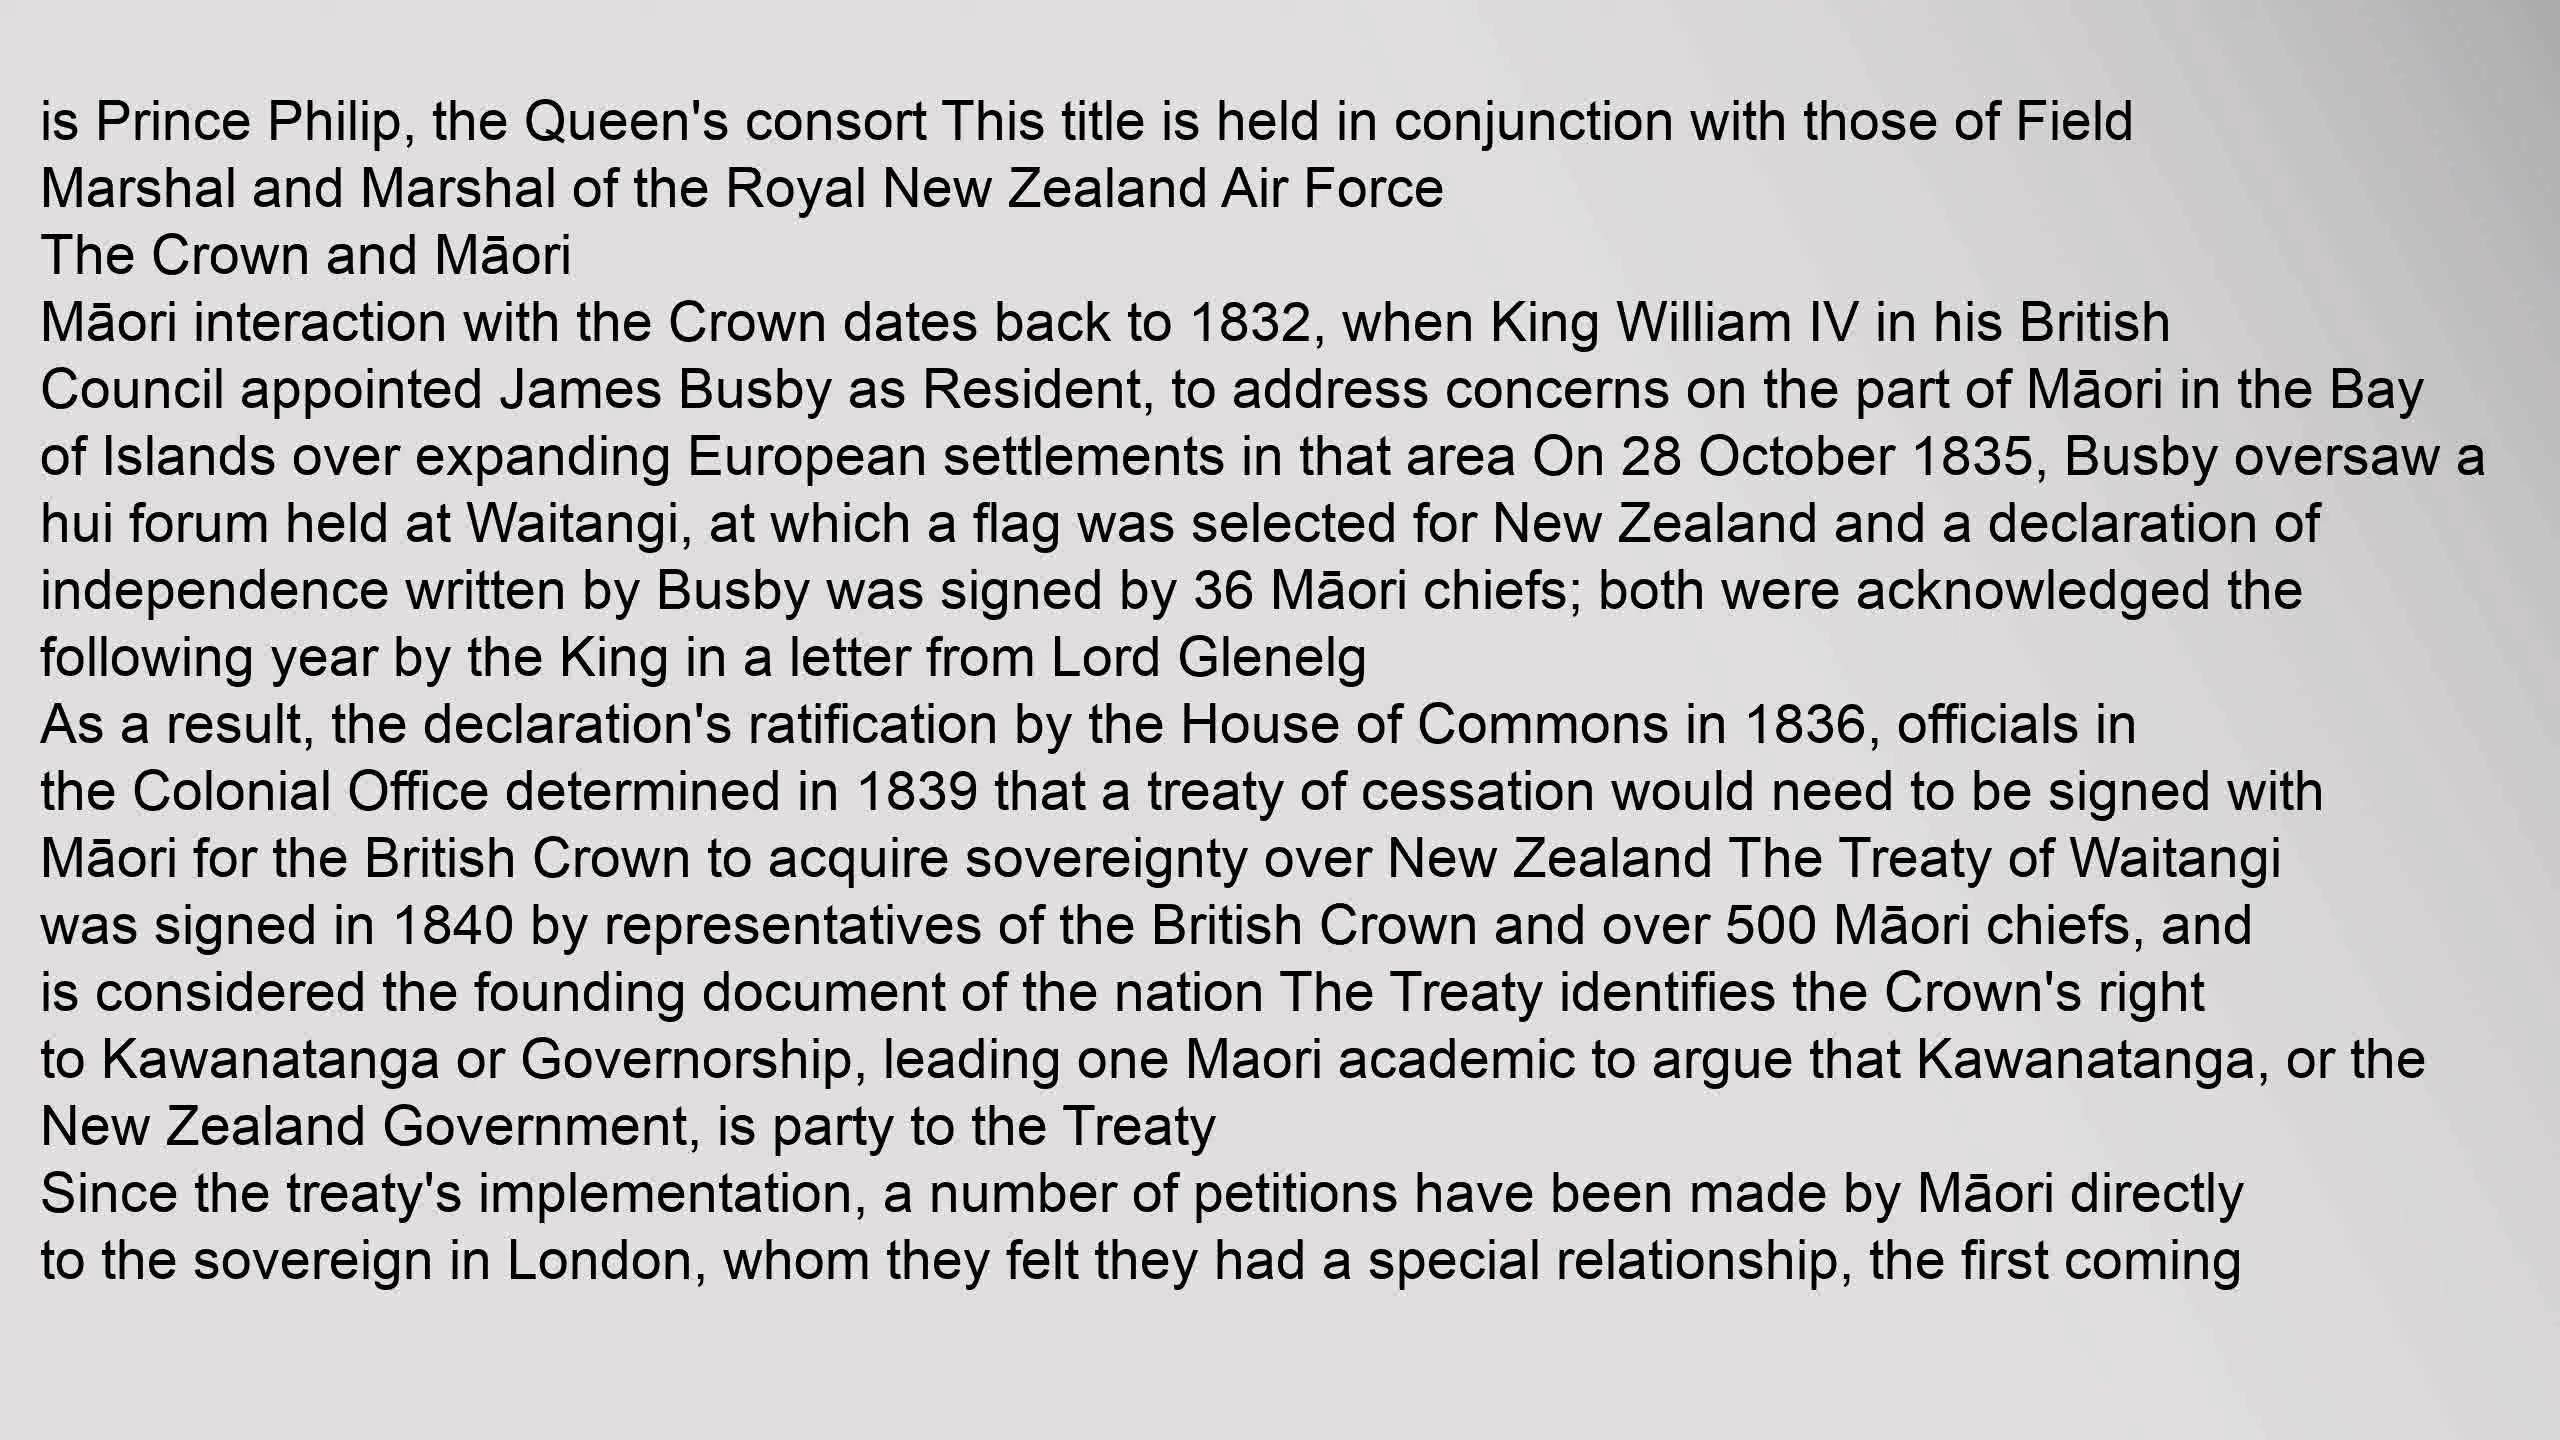 is Prince Philip, the Queen's consort This title is held in conjunction with those of Field
Marshal and Marshal of the Royal New Zealand Air Force
The Crown and Māori
Māori interaction with the Crown dates back to 1832, when King William IV in his British
Council appointed James Busby as Resident, to address concerns on the part of Māori in the Bay
of Islands over expanding European settlements in that area On 28 October 1835, Busby oversaw a
hui forum held at Waitangi, at which a flag was selected for New Zealand and a declaration of
independence written by Busby was signed by 36 Māori chiefs; both were acknowledged the
following year by the King in a letter from Lord Glenelg
As a result, the declaration's ratification by the House of Commons in 1836, officials in
the Colonial Office determined in 1839 that a treaty of cessation would need to be signed with
Māori for the British Crown to acquire sovereignty over New Zealand The Treaty of Waitangi
was signed in 1840 by representatives of the British Crown and over 500 Māori chiefs, and
is considered the founding document of the nation The Treaty identifies the Crown's right
to Kawanatanga or Governorship, leading one Maori academic to argue that Kawanatanga, or the
New Zealand Government, is party to the Treaty
Since the treaty's implementation, a number of petitions have been made by Māori directly
to the sovereign in London, whom they felt they had a special relationship, the first coming